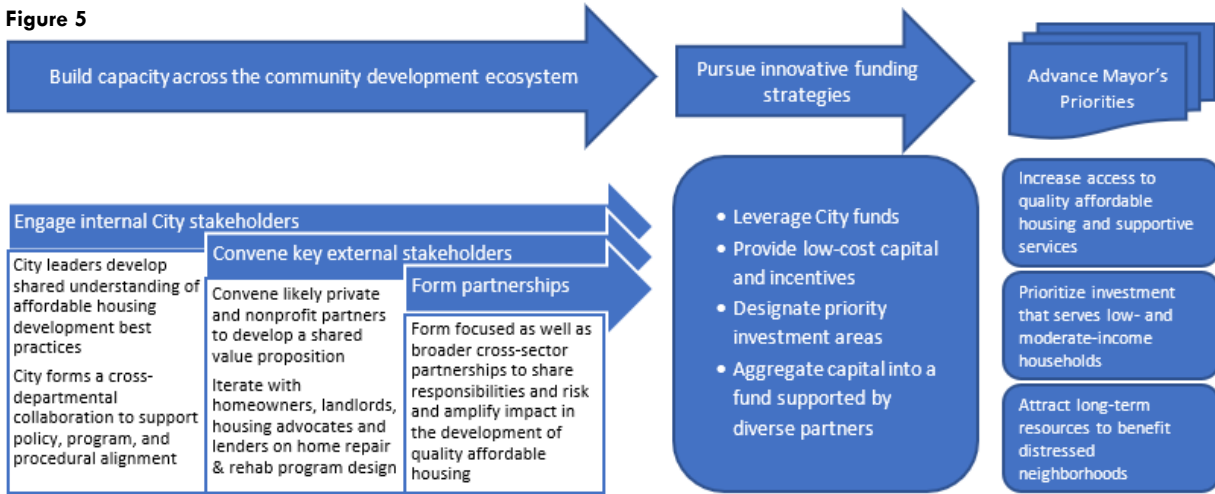 Figure 5
Build capacity across the community development ecosystem
Pursue innovative funding
strategies
Advance Mayor's
Priorities
Engage internal City stakeholders
City leaders develop
shared understanding of
affordable housing
development best
practices
City forms a cross-
departmental
collaboration to support
policy, program, and
procedural alignment
Convene key external stakeholders
Convene likely private
and nonprofit partners
to develop a shared
value proposition
Iterate with
homeowners, landlords,
housing advocates and
lenders on home repair
& rehab program design
Form partnerships
Form focused as well as
broader cross-sector
partnerships to share
responsibilities and risk
and amplify impact in
the development of
quality affordable
housing
• Leverage City funds
• Provide low-cost capital
and incentives
• Designate priority
investment areas
• Aggregate capital into a
fund supported by
diverse partners
Increase access to
quality affordable
housing and supportive
services
Prioritize investment
that serves low- and
moderate-income
households
Attract long-term
resources to benefit
distressed
neighborhoods